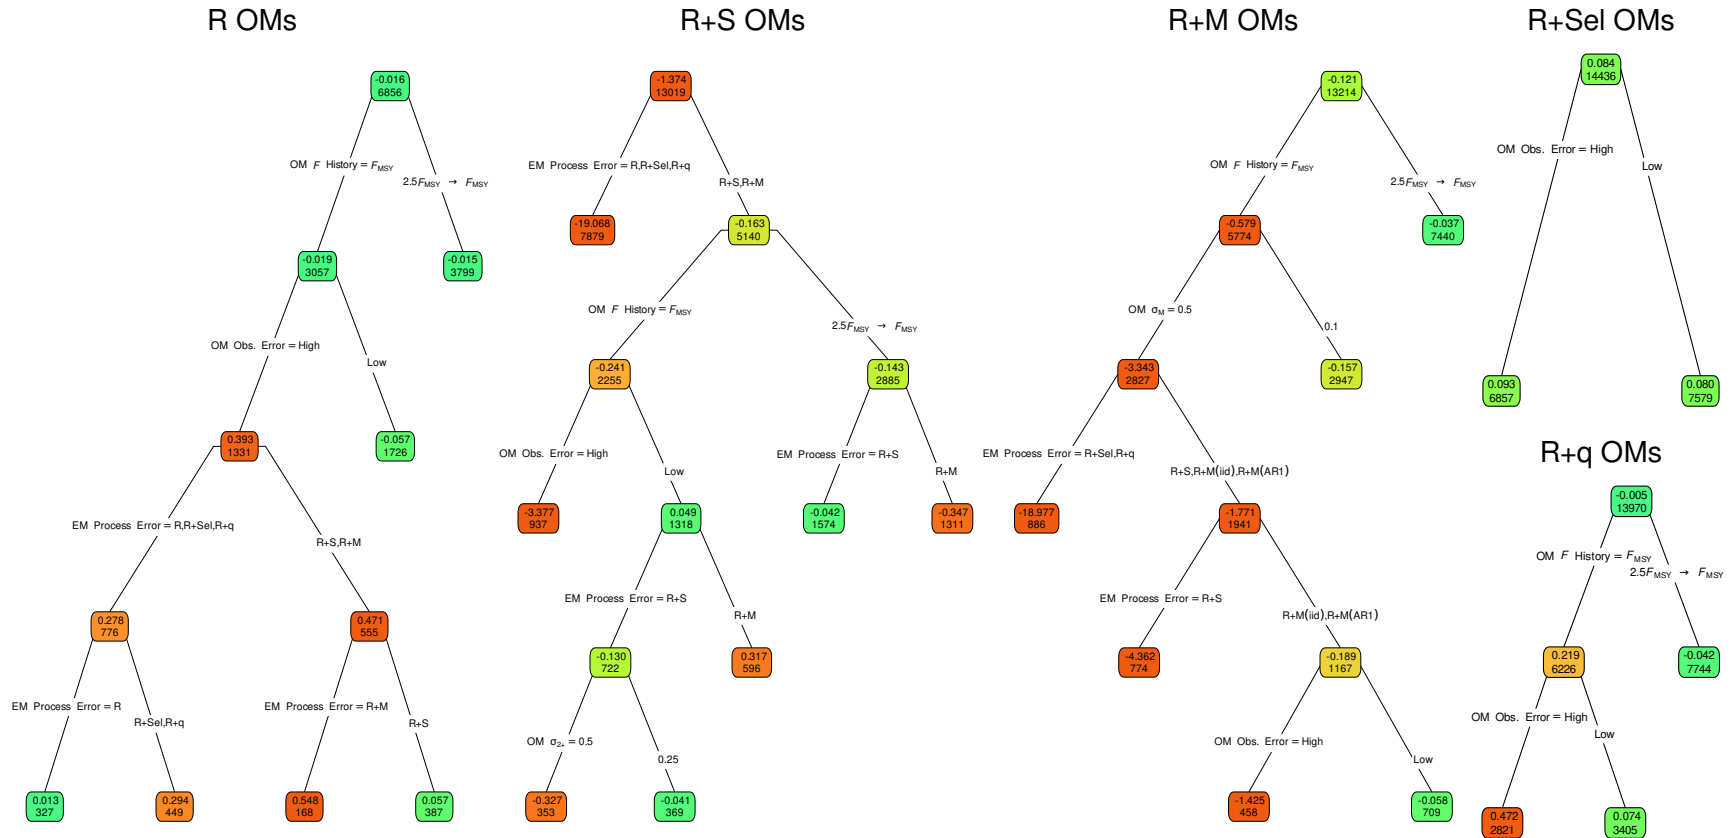 R OMs
-0.016
6856
OM F History = FMSY
2.5FMSY → FMSY
-0.019
3057
-0.015
3799
OM Obs. Error = High
Low
0.393
1331
-0.057
1726
EM Process Error = R,R+Sel,R+q
R+S,R+M
0.278
776
0.471
555
EM Process Error = R
R+Sel,R+q
EM Process Error = R+M
R+S
0.013
327
0.294
449
0.548
168
0.057
387
R+S OMs
-1.374
13019
EM Process Error = R,R+Sel,R+q
R+S,R+M
-19.068
7879
-0.163
5140
OM F History = FMSY
2.5FMSY → FMSY
-0.241
2255
-0.143
2885
OM Obs. Error = High
Low
EM Process Error = R+S
R+M
-3.377
937
0.049
1318
-0.042
1574
-0.347
1311
EM Process Error = R+S
R+M
-0.130
722
0.317
596
OM σ2+ = 0.5
0.25
-0.327
353
-0.041
369
R+M OMs
-0.121
13214
OM F History = FMSY
2.5FMSY → FMSY
-0.579
5774
-0.037
7440
OM σM = 0.5
0.1
-3.343
2827
-0.157
2947
EM Process Error = R+Sel,R+q
R+S,R+M(iid),R+M(AR1)
-18.977
886
-1.771
1941
EM Process Error = R+S
R+M(iid),R+M(AR1)
-4.362
774
-0.189
1167
OM Obs. Error = High
Low
-1.425
458
-0.058
709
R+Sel OMs
0.084
14436
OM Obs. Error = High
Low
0.093
6857
0.080
7579
R+q OMs
-0.005
13970
OM F History = FMSY
2.5FMSY → FMSY
0.219
6226
-0.042
7744
OM Obs. Error = High
Low
0.472
2821
0.074
3405